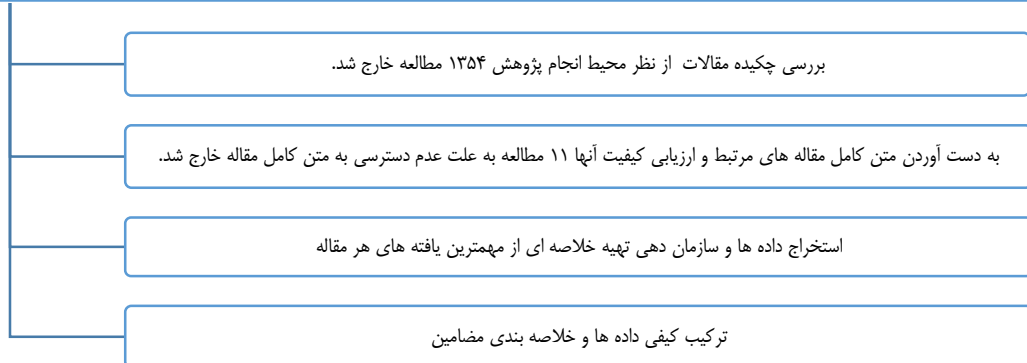 بررسی چکیده مقالات از نظر محیط انجام پژوهش ۱۳۵۴ مطالعه خارج شد.
به دست آوردن متن کامل مقاله های مرتبط و ارزیابی کیفیت آنها ۱۱ مطالعه به علت عدم دسترسی به متن کامل مقاله خارج شد.
استخراج داده ها و سازمان دهی تهیه خلاصه ای از مهمترین یافته های هر مقاله
ترکیب کیفی داده ها و خلاصه بندی مضامین